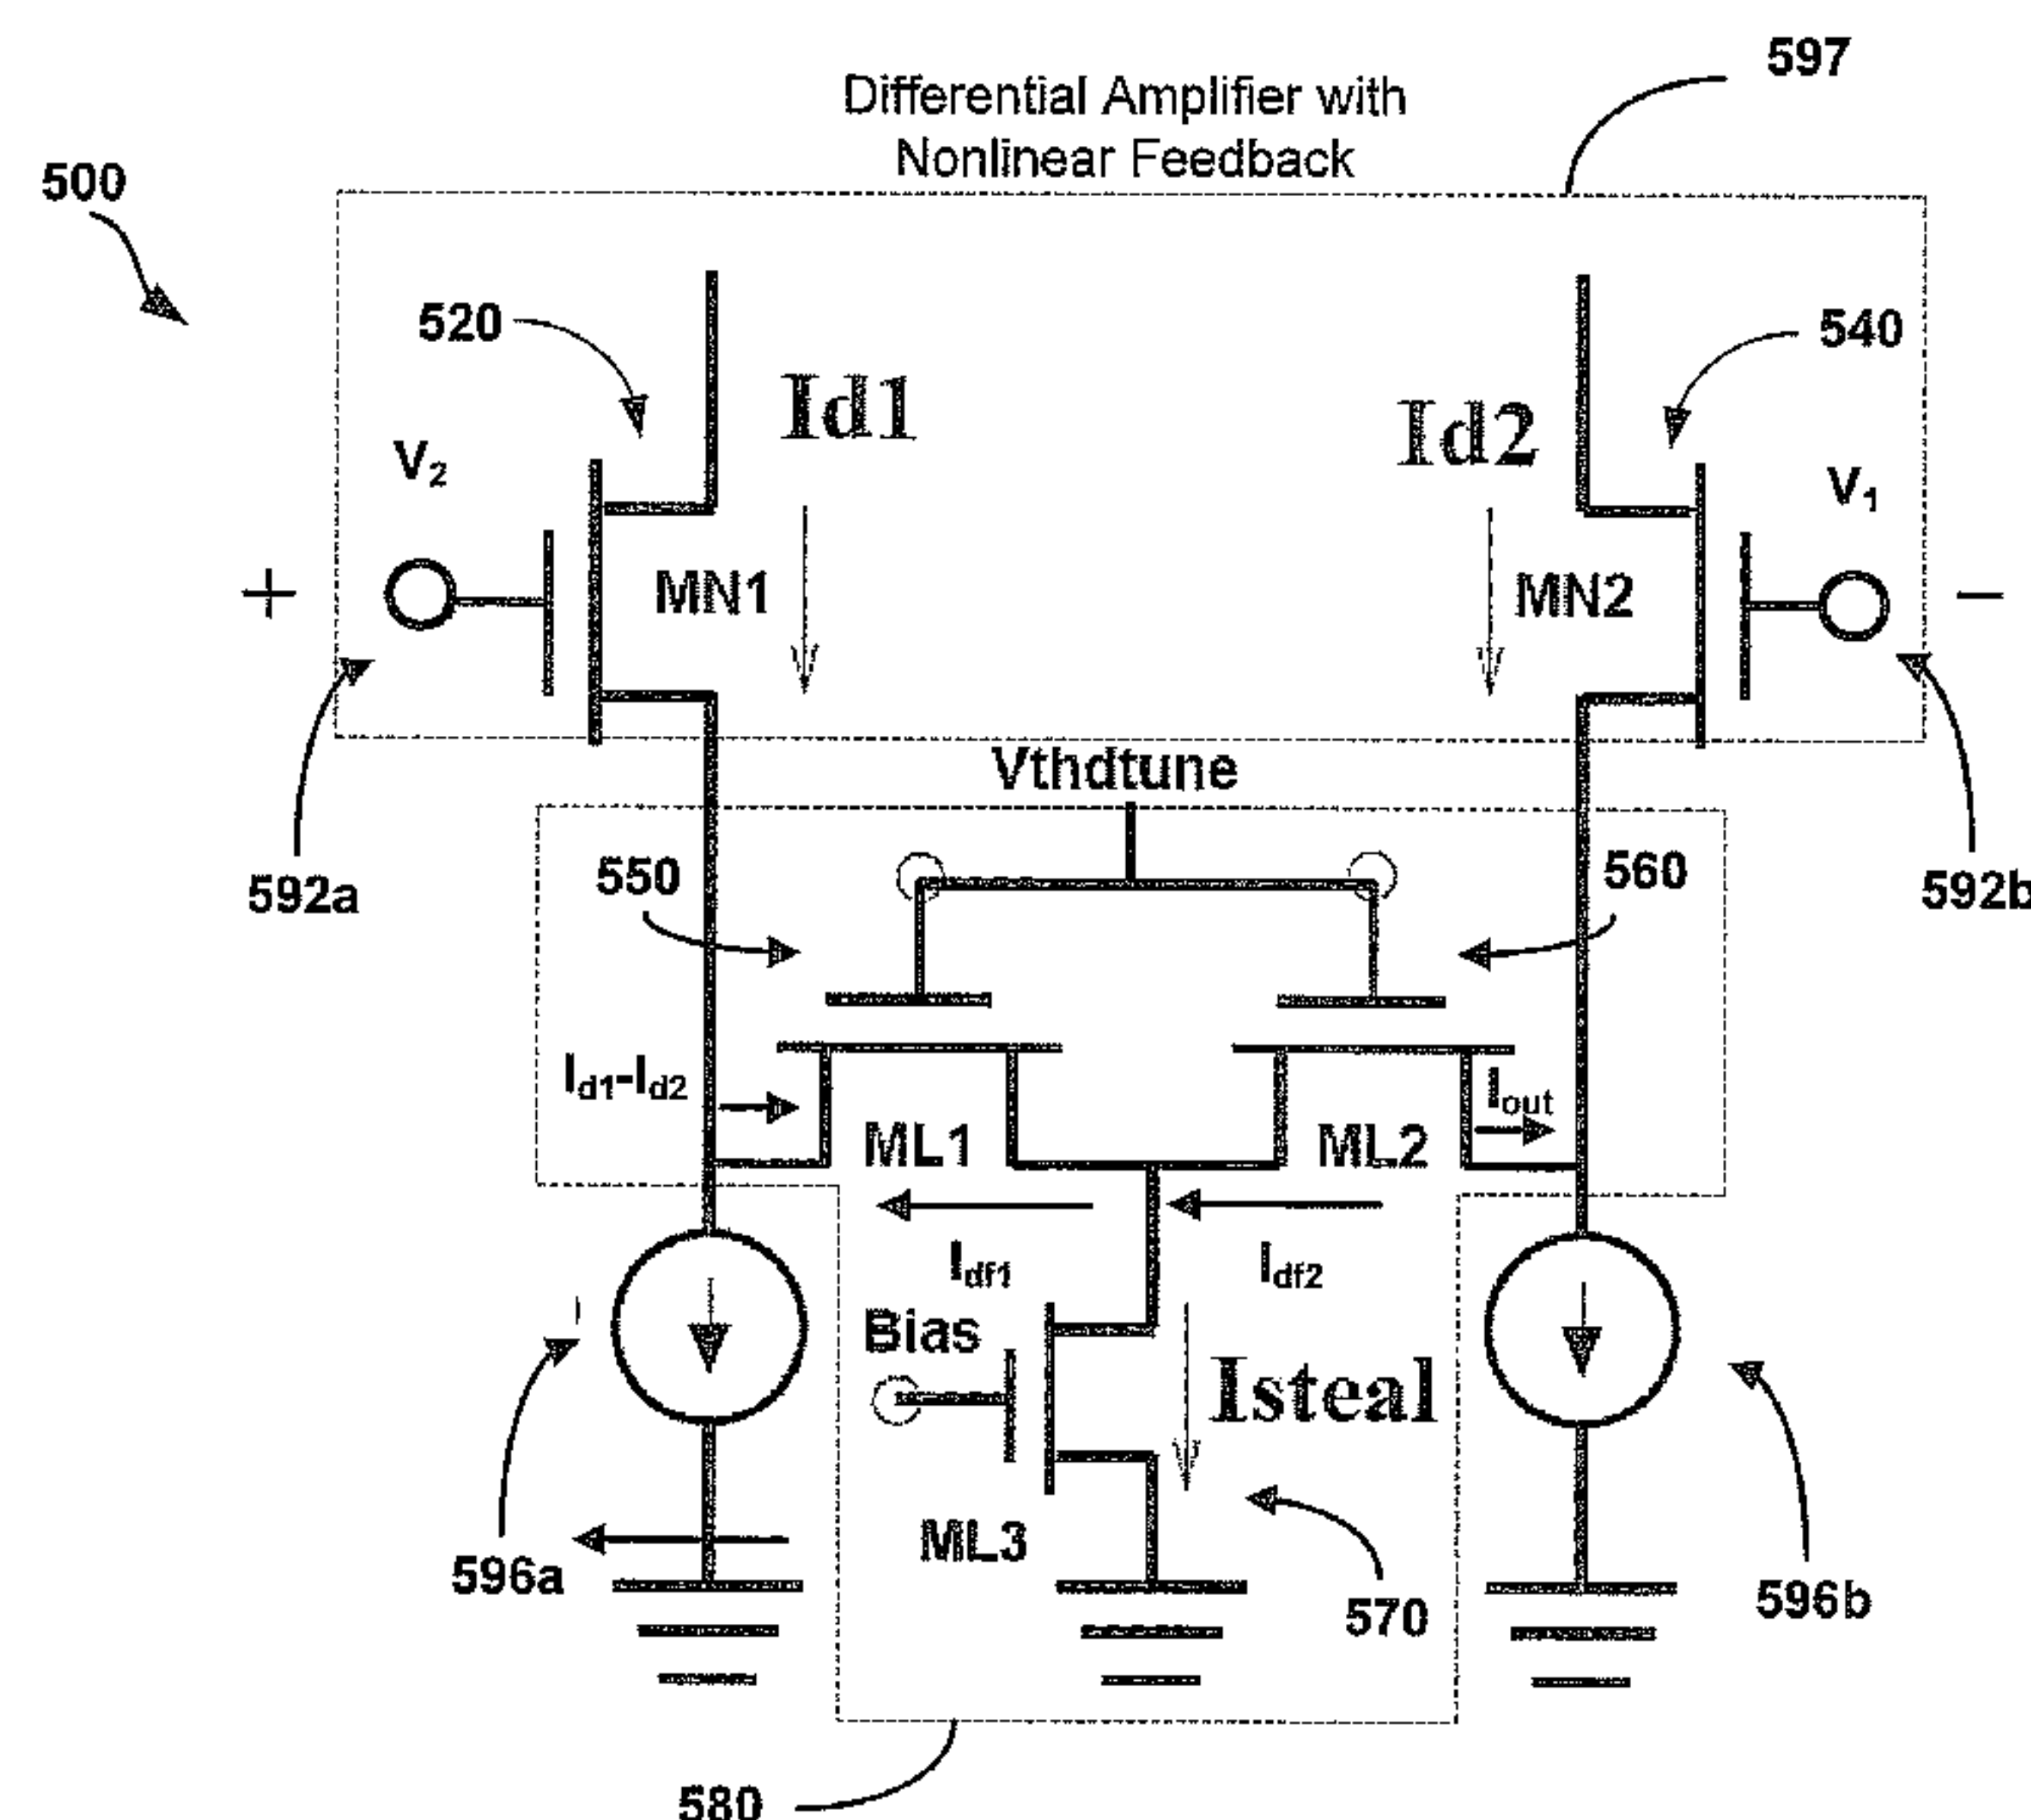 597
Differential Amplifier with
Nonlinear Feedback
500
520
540
Id1
Id2
V2
V1
+
MN1
MN2
−
Vthdtune
592a
550
560
592b
Id1-Id2
Iout
ML1
ML2
Idf1
Idf2
Bias
Isteal
ML3
596a
570
596b
580